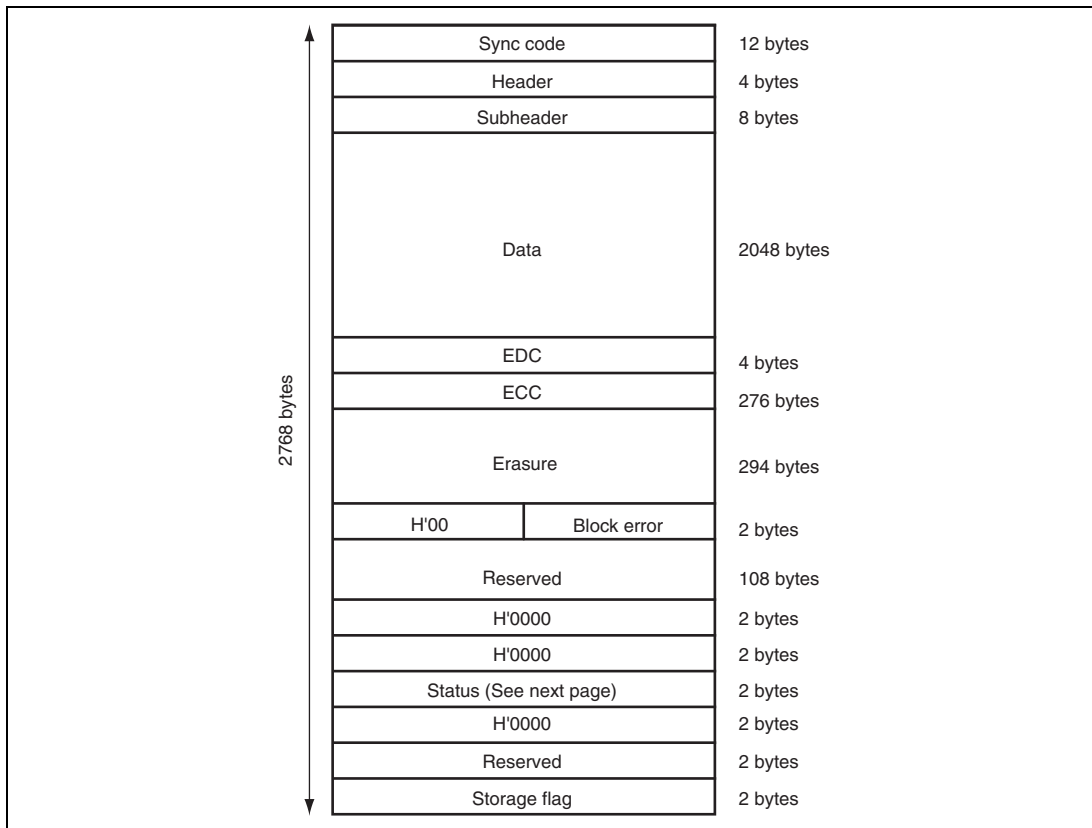 Sync code 12 bytes
Header 4 bytes
Subheader 8 bytes
Data 2048 bytes
EDC 4 bytes
ECC 276 bytes
2768 bytes
Erasure 294 bytes
H'00 Block error 2 bytes
Reserved 108 bytes
H'0000 2 bytes
H'0000 2 bytes
Status (See next page) 2 bytes
H'0000 2 bytes
Reserved 2 bytes
Storage flag 2 bytes